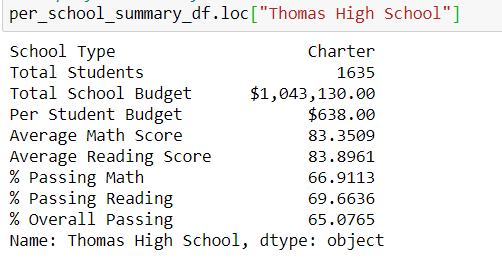 per_school_summary_df.loc["Thomas High School"]
School Type Charter
Total Students 1635
Total School Budget $1,043,130.00
Per Student Budget $638.00
Average Math Score 83.3509
Average Reading Score 83.8961
% Passing Math 66.9113
% Passing Reading 69.6636
% Overall Passing 65.0765
Name: Thomas High School, dtype: object